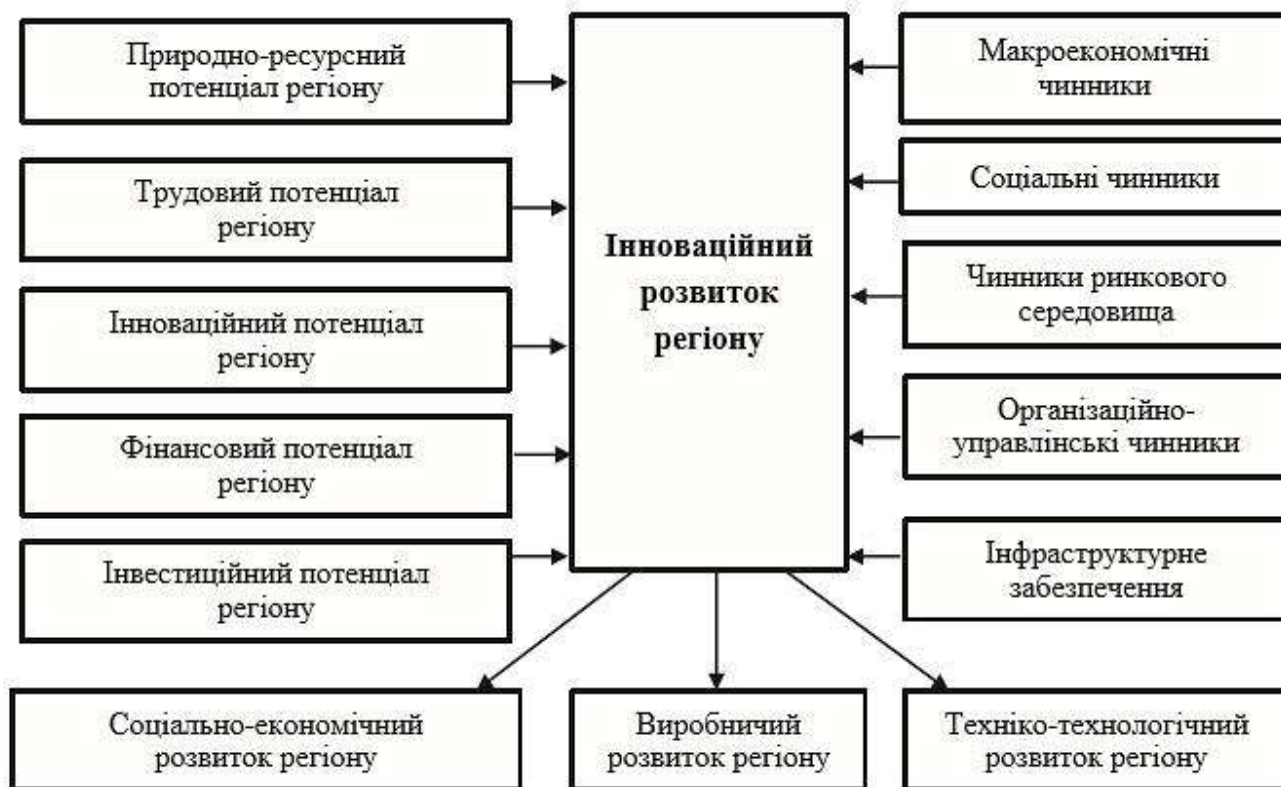 Природно-ресурсний
потенціал регіону
Трудовий потенціал
регіону
Інноваційний потенціал
регіону
Фінансовий потенціал
регіону
Інвестиційний потенціал
регіону
Інноваційний
розвиток
регіону
Макроекономічні
чинники
Соціальні чинники
Чинники ринкового
середовища
Організаційно-
управлінські чинники
Інфраструктурне
забезпечення
Соціально-економічний
розвиток регіону
Виробничий
розвиток регіону
Техніко-технологічний
розвиток регіону